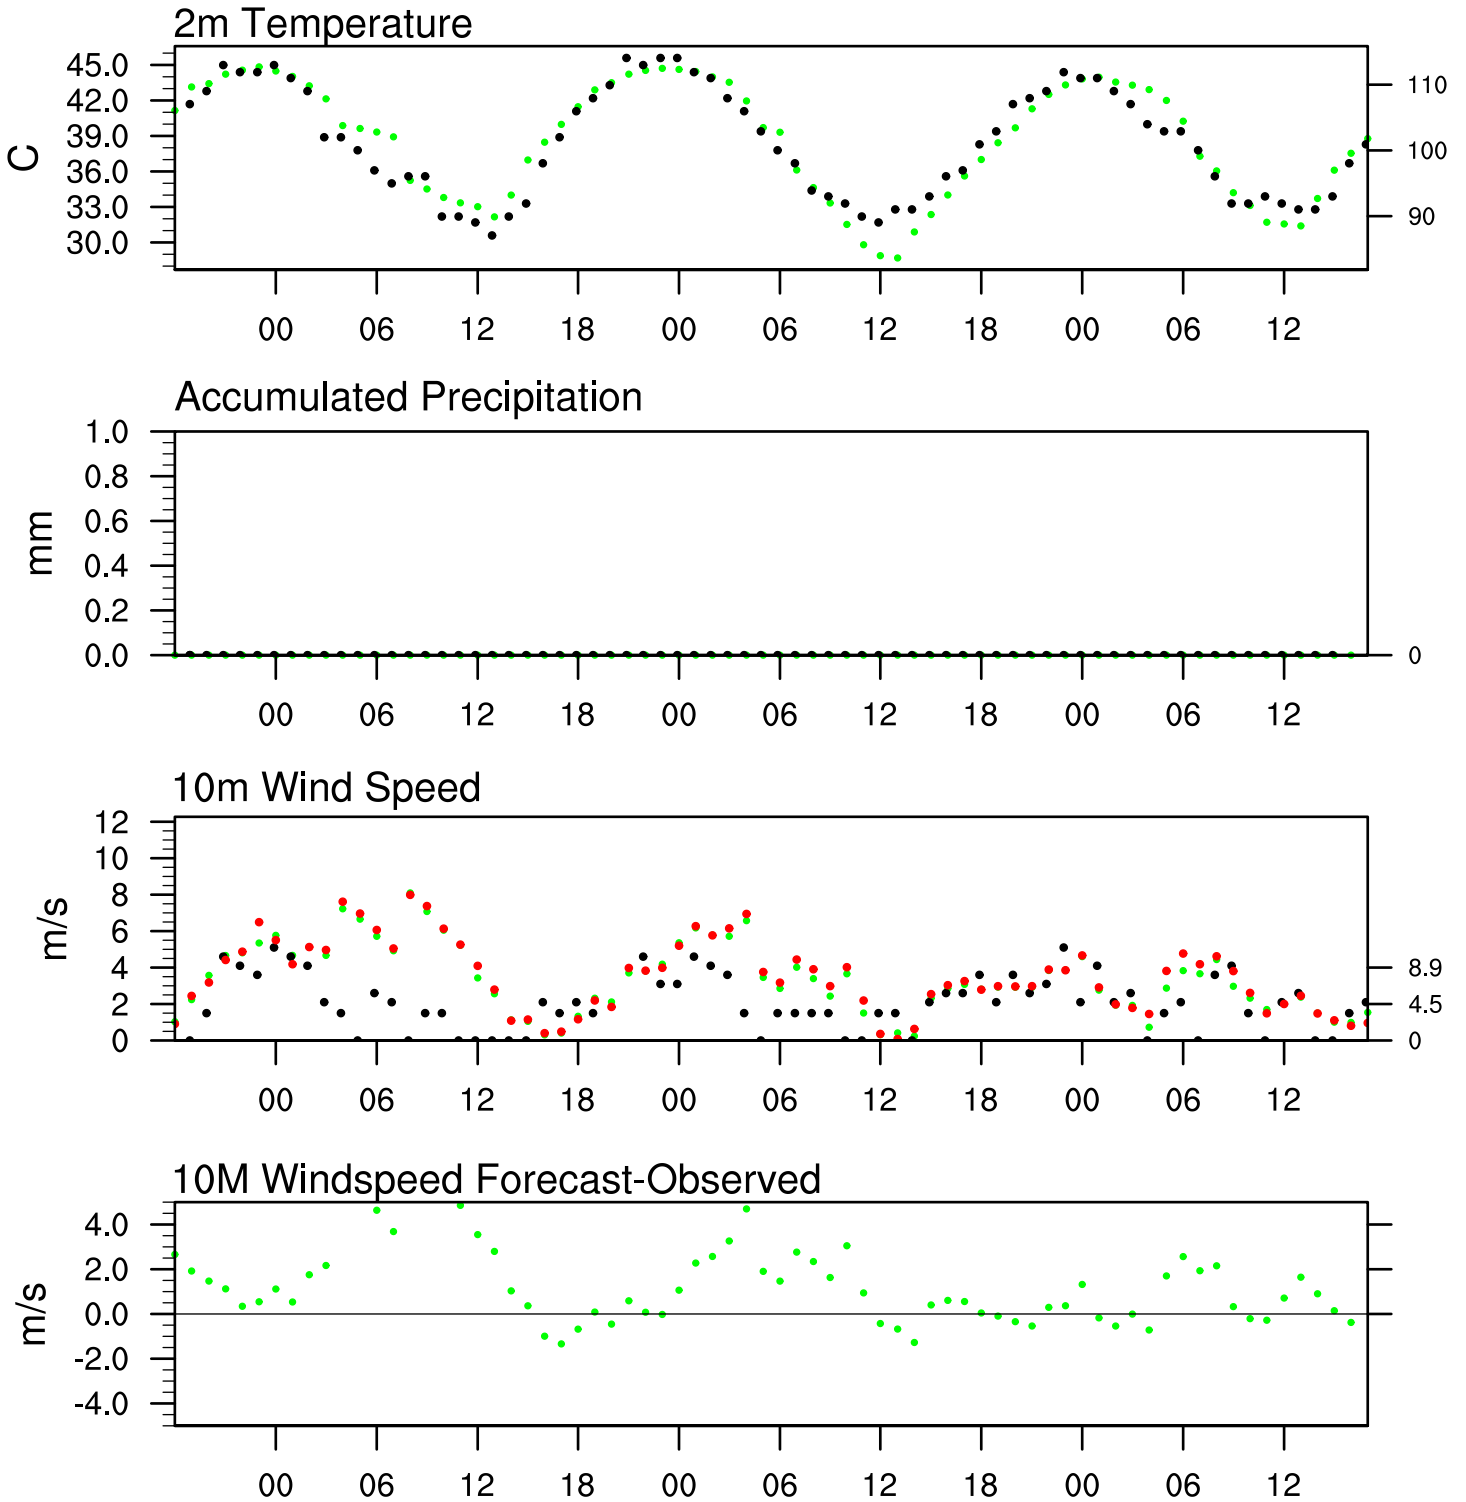 2m Temperature
45.0
42.0
39.0
36.0
33.0
30.0
C
110
100
90
00 06 12 18 00 06 12 18 00 06 12
Accumulated Precipitation
1.0
0.8
0.6
0.4
0.2
0.0
mm
0
00 06 12 18 00 06 12 18 00 06 12
10m Wind Speed
12
10
8
6
4
2
0
m/s
8.9
4.5
0
00 06 12 18 00 06 12 18 00 06 12
10M Windspeed Forecast-Observed
4.0
2.0
0.0
-2.0
-4.0
m/s
00 06 12 18 00 06 12 18 00 06 12